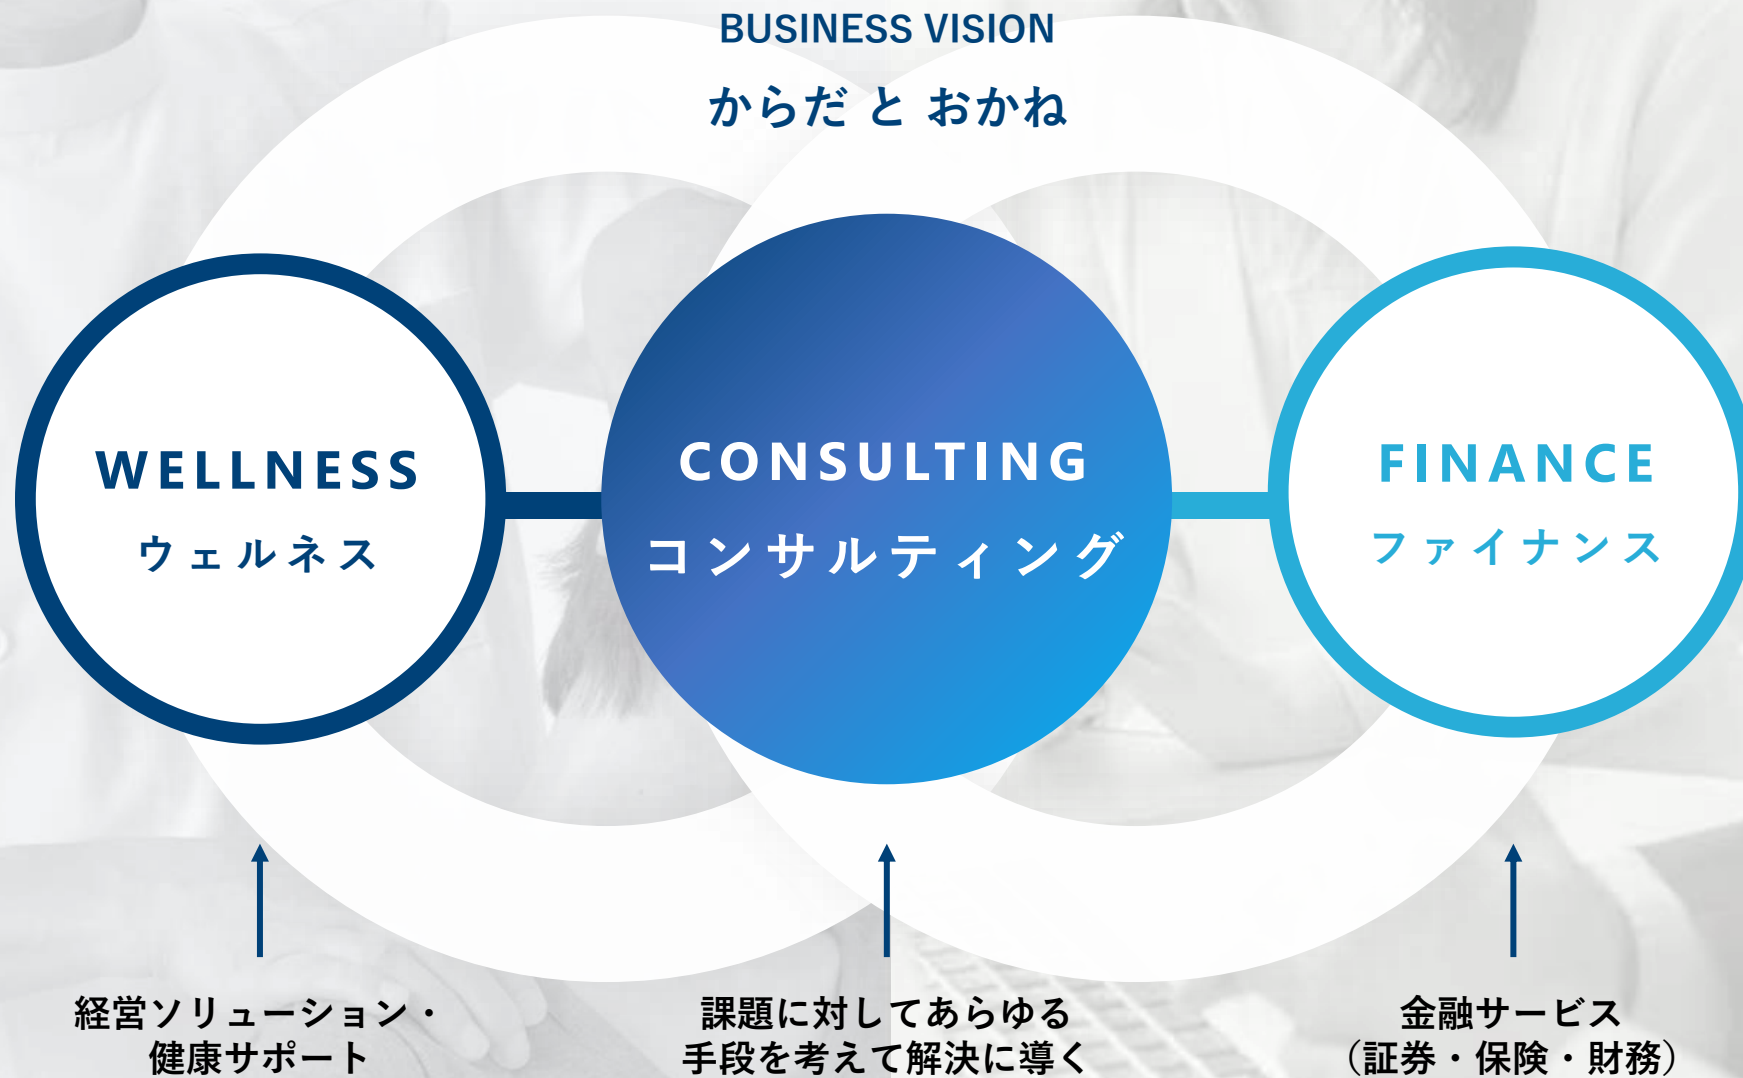 BUSINESS VISION
からだ と おかね
WELLNESS
ウェルネス
CONSULTING
コンサルティング
FINANCE
ファイナンス
経営ソリューション・
健康サポート
課題に対してあらゆる
手段を考えて解決に導く
金融サービス
（証券・保険・財務）